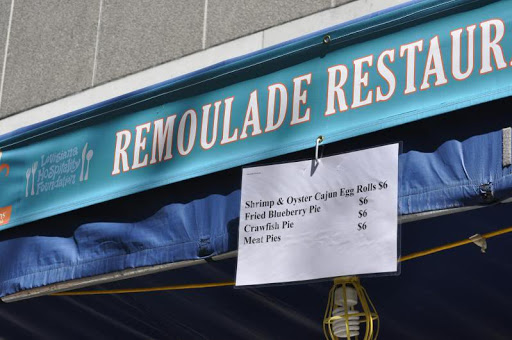 REMOULADE RESTAUR
Louisiana
Hospitality
Foundation
Shrimp & Oyster Cajun Egg Rolls $6
Fried Blueberry Pie $6
Crawfish Pie $6
Meat Pies $6